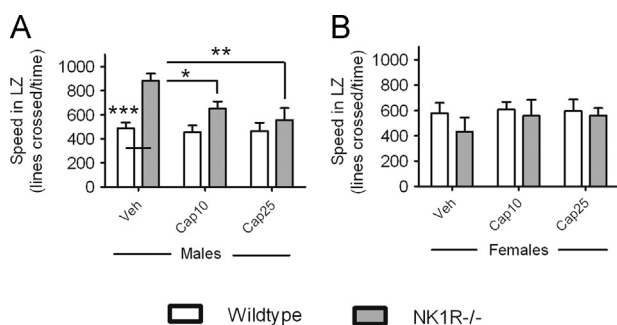 A
Speed in LZ
(lines crossed/time)
1000
800
600
400
200
0
***
*
**
Veh
Cap10
Cap25
Males
B
Speed in LZ
(lines crossed/time)
1000
800
600
400
200
0
Veh
Cap10
Cap25
Females
Wildtype
NK1R-/-